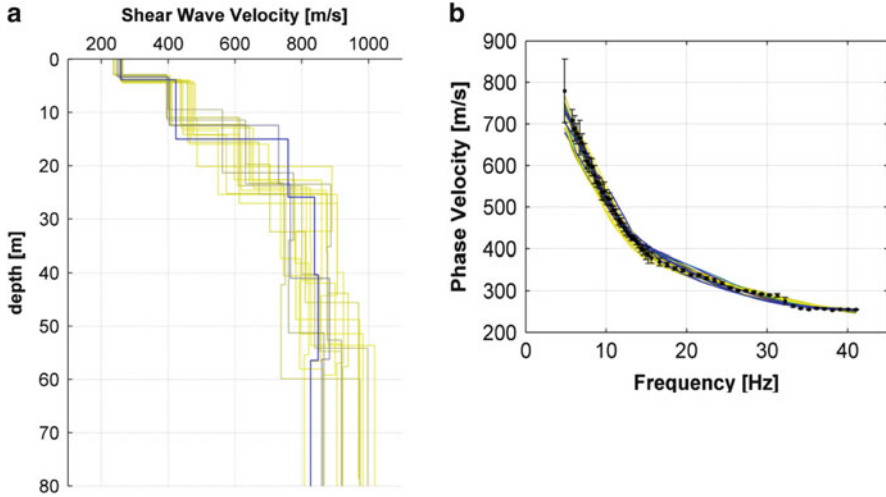 a
Shear Wave Velocity [m/s]
200 400 600 800 1000
0
10
20
30
40
50
60
70
80
depth [m]
b
900
800
700
600
500
400
300
200
Phase Velocity [m/s]
0 10 20 30 40
Frequency [Hz]